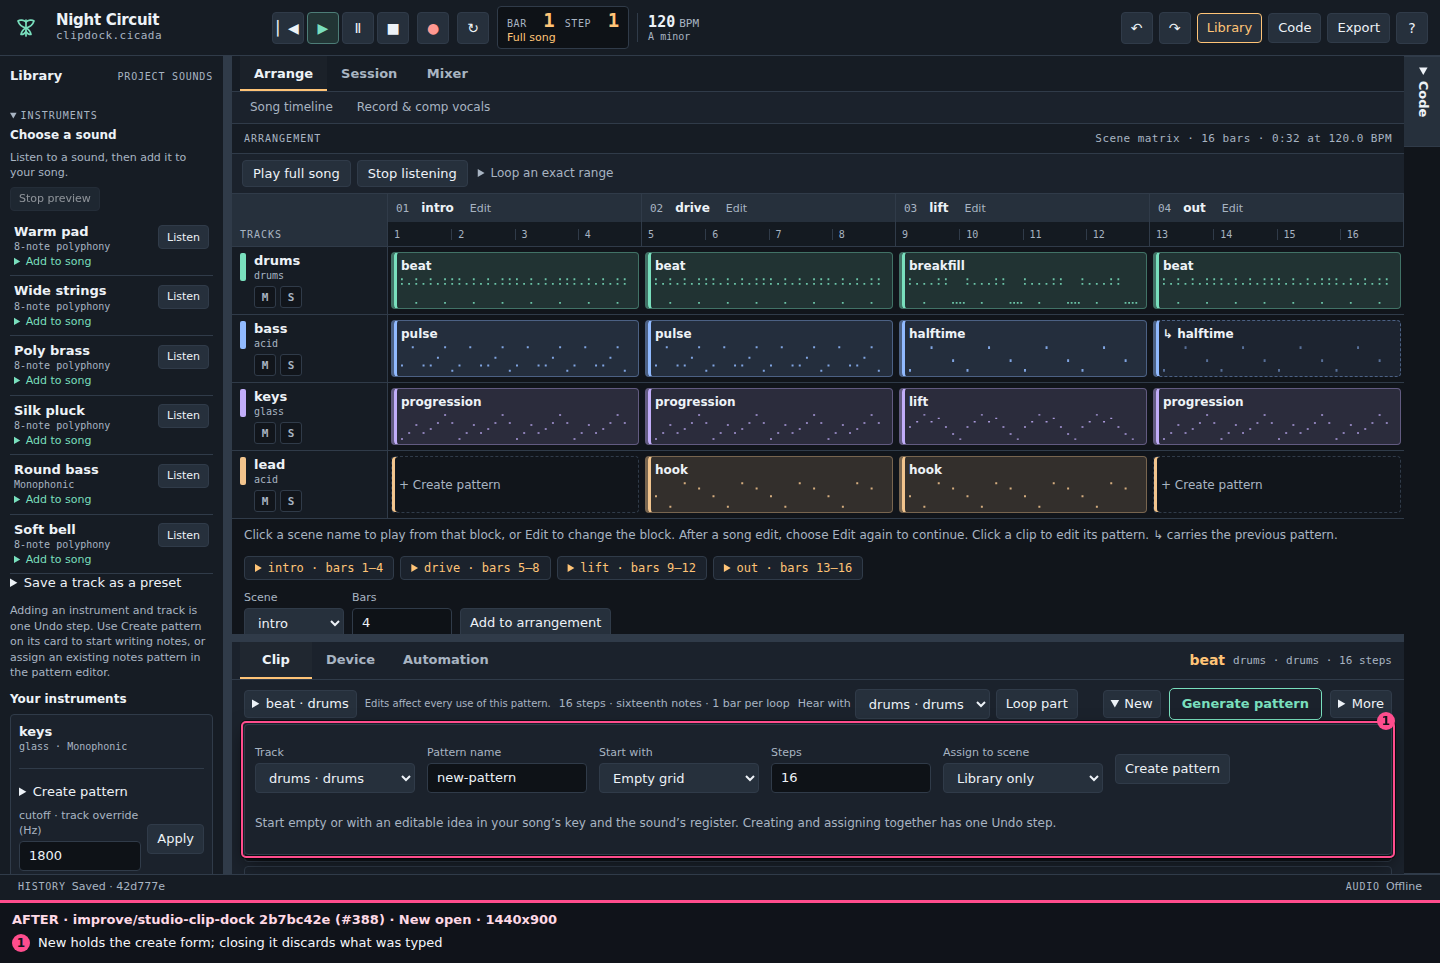 Night Circuit
clipdock.cicada
BAR 1 STEP 1
Full song
120 BPM
A minor
Library
Code
Export
?
Library PROJECT SOUNDS
INSTRUMENTS
Choose a sound
Listen to a sound, then add it to
your song.
Stop preview
Warm pad
8-note polyphony
Add to song
Listen
Wide strings
8-note polyphony
Add to song
Listen
Poly brass
8-note polyphony
Add to song
Listen
Silk pluck
8-note polyphony
Add to song
Listen
Round bass
Monophonic
Add to song
Listen
Soft bell
8-note polyphony
Add to song
Listen
Save a track as a preset
Adding an instrument and track is
one Undo step. Use Create pattern
on its card to start writing notes, or
assign an existing notes pattern in
the pattern editor.
Your instruments
keys
glass · Monophonic
Create pattern
cutoff · track override
(Hz)
1800
Apply
Arrange Session Mixer
Song timeline Record & comp vocals
ARRANGEMENT Scene matrix · 16 bars · 0:32 at 120.0 BPM
Play full song Stop listening Loop an exact range
01 intro Edit 02 drive Edit 03 lift Edit 04 out Edit
TRACKS 1 2 3 4 5 6 7 8 9 10 11 12 13 14 15 16
drums
drums
M S
beat beat breakfill beat
bass
acid
M S
pulse pulse halftime ↳ halftime
keys
glass
M S
progression progression lift progression
lead
acid
M S
+ Create pattern hook hook + Create pattern
Click a scene name to play from that block, or Edit to change the block. After a song edit, choose Edit again to continue. Click a clip to edit its pattern. ↳ carries the previous pattern.
intro · bars 1–4 drive · bars 5–8 lift · bars 9–12 out · bars 13–16
Scene Bars
intro 4 Add to arrangement
Code
Clip Device Automation beat drums · drums · 16 steps
beat · drums Edits affect every use of this pattern. 16 steps · sixteenth notes · 1 bar per loop Hear with drums · drums Loop part New Generate pattern More
1
Track Pattern name Start with Steps Assign to scene
drums · drums new-pattern Empty grid 16 Library only Create pattern
Start empty or with an editable idea in your song’s key and the sound’s register. Creating and assigning together has one Undo step.
HISTORY Saved · 42d777e AUDIO Offline
AFTER · improve/studio-clip-dock 2b7bc42e (#388) · New open · 1440x900
1 New holds the create form; closing it discards what was typed